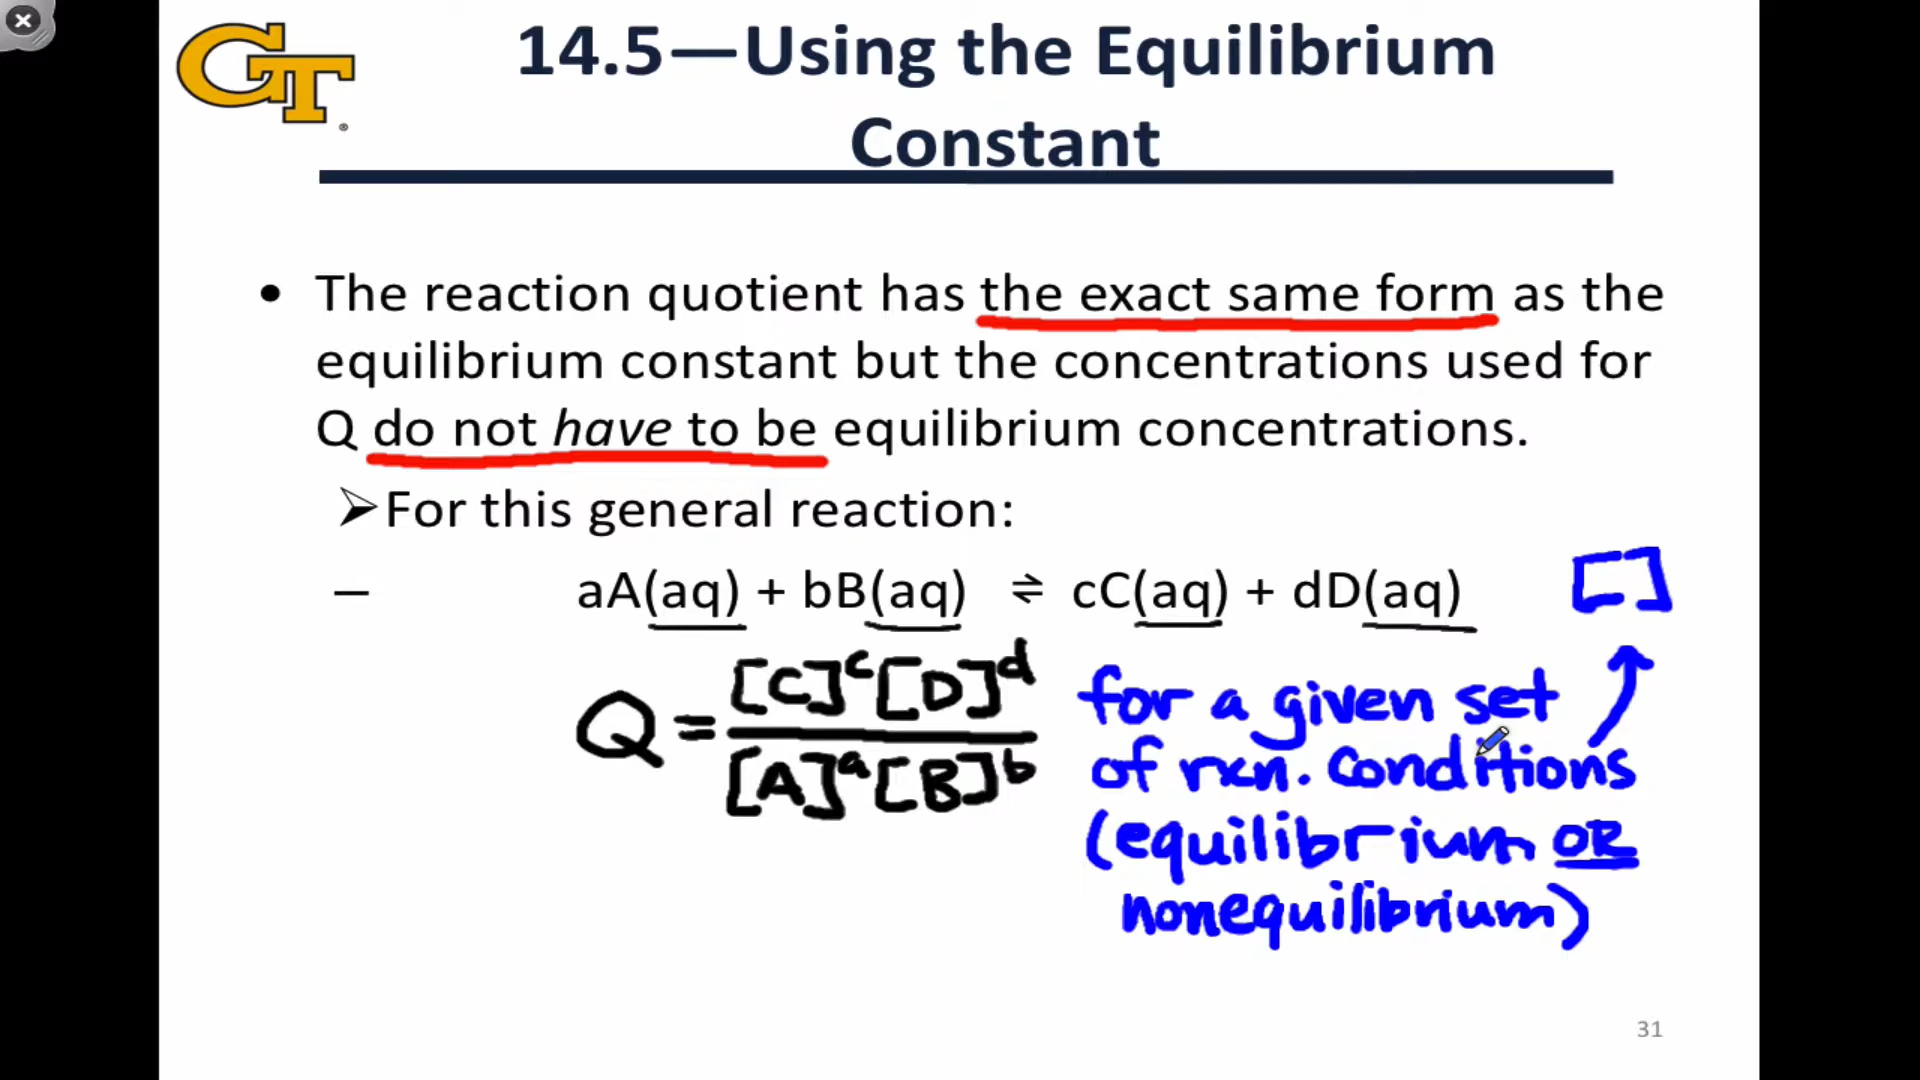 GT®
14.5—Using the Equilibrium
Constant
• The reaction quotient has the exact same form as the
equilibrium constant but the concentrations used for
Q do not have to be equilibrium concentrations.
➢For this general reaction:
– aA(aq) + bB(aq) ⇌ cC(aq) + dD(aq) [ ]
Q = [C]^c [D]^d / [A]^a [B]^b
for a given set
of rxn. conditions
(equilibrium OR
nonequilibrium)
31